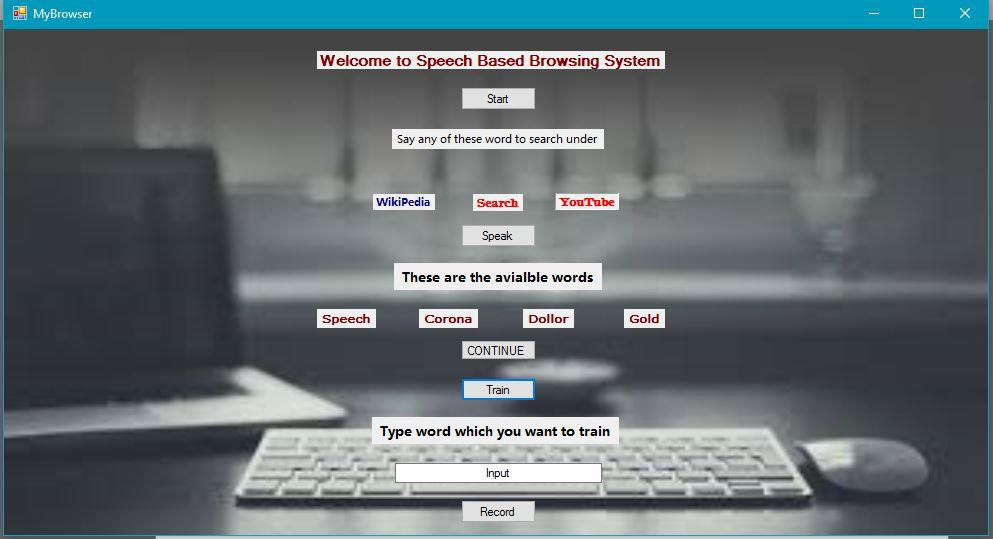 MyBrowser
Welcome to Speech Based Browsing System
Start
Say any of these word to search under
WikiPedia Search YouTube
Speak
These are the avialble words
Speech Corona Dollor Gold
CONTINUE
Train
Type word which you want to train
Input
Record